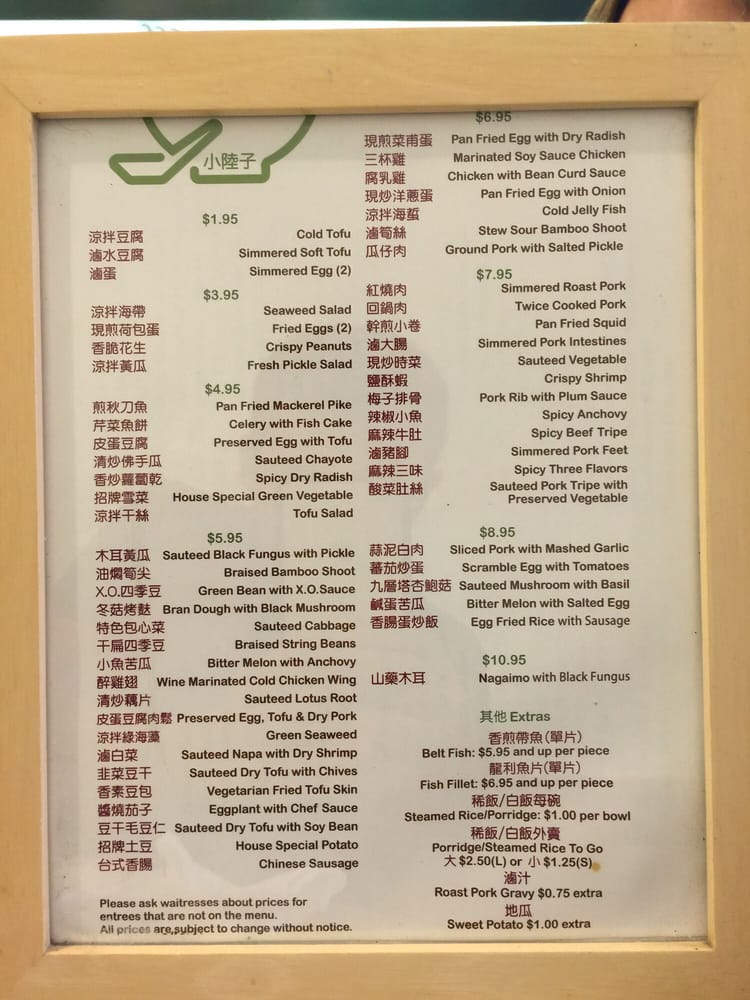 小陸子
$1.95
涼拌豆腐 Cold Tofu
滷水豆腐 Simmered Soft Tofu
滷蛋 Simmered Egg (2)
$3.95
涼拌海帶 Seaweed Salad
現煎荷包蛋 Fried Eggs (2)
香脆花生 Crispy Peanuts
涼拌黃瓜 Fresh Pickle Salad
$4.95
煎秋刀魚 Pan Fried Mackerel Pike
芹菜魚餅 Celery with Fish Cake
皮蛋豆腐 Preserved Egg with Tofu
清炒佛手瓜 Sauteed Chayote
香炒蘿蔔乾 Spicy Dry Radish
招牌雪菜 House Special Green Vegetable
涼拌干絲 Tofu Salad
$5.95
木耳黃瓜 Sauteed Black Fungus with Pickle
油燜筍尖 Braised Bamboo Shoot
X.O.四季豆 Green Bean with X.O.Sauce
冬菇烤麩 Bran Dough with Black Mushroom
特色包心菜 Sauteed Cabbage
干扁四季豆 Braised String Beans
小魚苦瓜 Bitter Melon with Anchovy
醉雞翅 Wine Marinated Cold Chicken Wing
清炒藕片 Sauteed Lotus Root
皮蛋豆腐肉鬆 Preserved Egg, Tofu & Dry Pork
涼拌綠海藻 Green Seaweed
滷白菜 Sauteed Napa with Dry Shrimp
韭菜豆干 Sauteed Dry Tofu with Chives
香素豆包 Vegetarian Fried Tofu Skin
醬燒茄子 Eggplant with Chef Sauce
豆干毛豆仁 Sauteed Dry Tofu with Soy Bean
招牌土豆 House Special Potato
台式香腸 Chinese Sausage
Please ask waitresses about prices for
entrees that are not on the menu.
All prices are,subject to change without notice.
$6.95
現煎菜甫蛋 Pan Fried Egg with Dry Radish
三杯雞 Marinated Soy Sauce Chicken
腐乳雞 Chicken with Bean Curd Sauce
現炒洋蔥蛋 Pan Fried Egg with Onion
涼拌海蜇 Cold Jelly Fish
滷筍絲 Stew Sour Bamboo Shoot
瓜仔肉 Ground Pork with Salted Pickle
$7.95
紅燒肉 Simmered Roast Pork
回鍋肉 Twice Cooked Pork
幹煎小卷 Pan Fried Squid
滷大腸 Simmered Pork Intestines
現炒時菜 Sauteed Vegetable
鹽酥蝦 Crispy Shrimp
梅子排骨 Pork Rib with Plum Sauce
辣椒小魚 Spicy Anchovy
麻辣牛肚 Spicy Beef Tripe
滷豬腳 Simmered Pork Feet
麻辣三味 Spicy Three Flavors
酸菜肚絲 Sauteed Pork Tripe with
Preserved Vegetable
$8.95
蒜泥白肉 Sliced Pork with Mashed Garlic
蕃茄炒蛋 Scramble Egg with Tomatoes
九層塔杏鮑菇 Sauteed Mushroom with Basil
鹹蛋苦瓜 Bitter Melon with Salted Egg
香腸蛋炒飯 Egg Fried Rice with Sausage
$10.95
山藥木耳 Nagaimo with Black Fungus
其他 Extras
香煎帶魚(單片)
Belt Fish: $5.95 and up per piece
龍利魚片(單片)
Fish Fillet: $6.95 and up per piece
稀飯/白飯每碗
Steamed Rice/Porridge: $1.00 per bowl
稀飯/白飯外賣
Porridge/Steamed Rice To Go
大 $2.50(L) or 小 $1.25(S)
滷汁
Roast Pork Gravy $0.75 extra
地瓜
Sweet Potato $1.00 extra